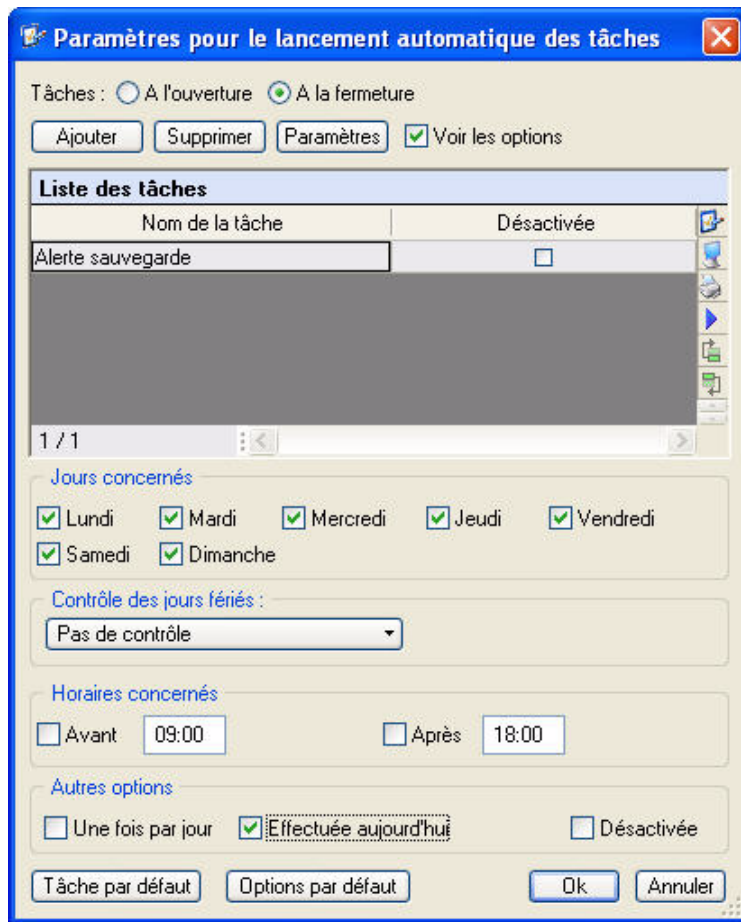 Paramètres pour le lancement automatique des tâches
Tâches : A l'ouverture A la fermeture
Ajouter Supprimer Paramètres Voir les options
Liste des tâches
Nom de la tâche Désactivée
Alerte sauvegarde
1 / 1
Jours concernés
Lundi Mardi Mercredi Jeudi Vendredi
Samedi Dimanche
Contrôle des jours fériés :
Pas de contrôle
Horaires concernés
Avant 09:00 Après 18:00
Autres options
Une fois par jour Effectuée aujourd'hui Désactivée
Tâche par défaut Options par défaut Ok Annuler